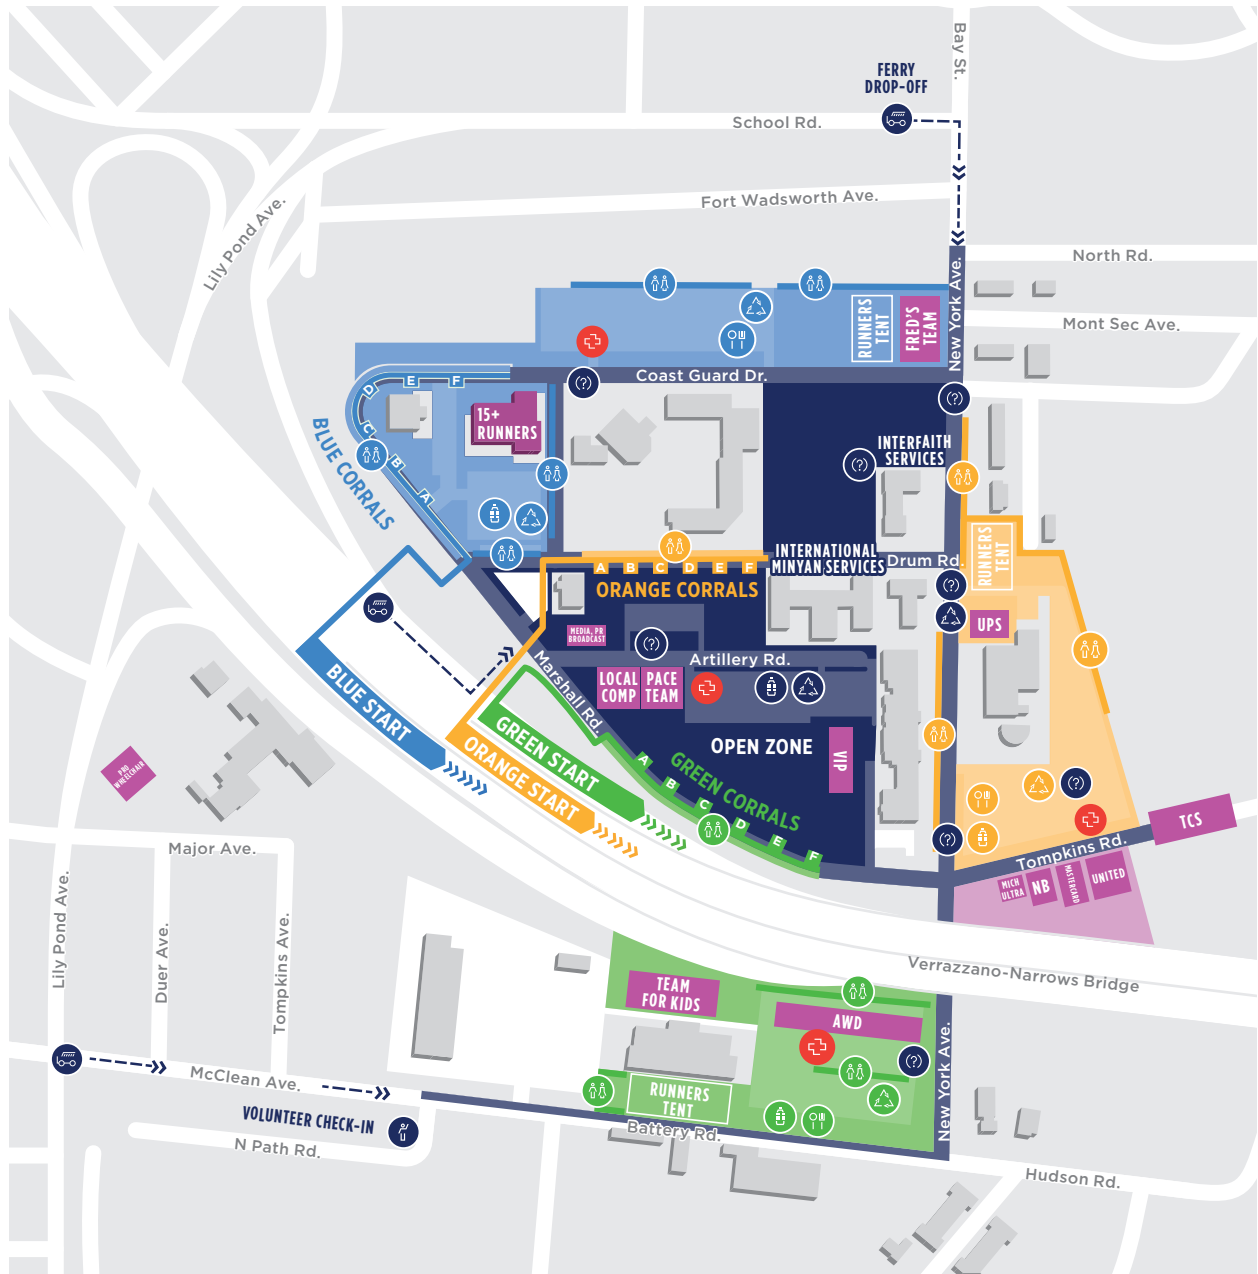 Bay St.
FERRY
DROP-OFF
School Rd.
Fort Wadsworth Ave.
Lily Pond Ave.
North Rd.
New York Ave.
Mont Sec Ave.
RUNNERS
TENT
FRED'S
TEAM
Coast Guard Dr.
D
E
F
C
B
A
15+
RUNNERS
BLUE CORRALS
INTERFAITH
SERVICES
INTERNATIONAL
MINYAN SERVICES
Drum Rd.
RUNNERS
TENT
A
B
C
D
E
F
ORANGE CORRALS
UPS
MEDIA, PR
BROADCAST
Artillery Rd.
Marshall Rd.
LOCAL
COMP
PACE
TEAM
BLUE START
GREEN START
ORANGE START
OPEN ZONE
VIP
GREEN CORRALS
A
B
C
D
E
F
PRO
WHEELCHAIR
TCS
Tompkins Rd.
MICH
ULTRA
NB
MASTERCARD
UNITED
Major Ave.
Lily Pond Ave.
Duer Ave.
Tompkins Ave.
Verrazzano-Narrows Bridge
TEAM
FOR KIDS
AWD
New York Ave.
McClean Ave.
RUNNERS
TENT
VOLUNTEER CHECK-IN
Battery Rd.
N Path Rd.
Hudson Rd.